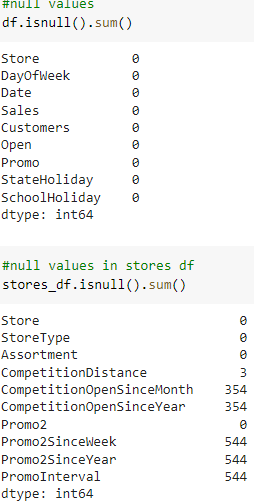 #null values
df.isnull().sum()
Store 0
DayOfWeek 0
Date 0
Sales 0
Customers 0
Open 0
Promo 0
StateHoliday 0
SchoolHoliday 0
dtype: int64
#null values in stores df
stores_df.isnull().sum()
Store 0
StoreType 0
Assortment 0
CompetitionDistance 3
CompetitionOpenSinceMonth 354
CompetitionOpenSinceYear 354
Promo2 0
Promo2SinceWeek 544
Promo2SinceYear 544
PromoInterval 544
dtype: int64